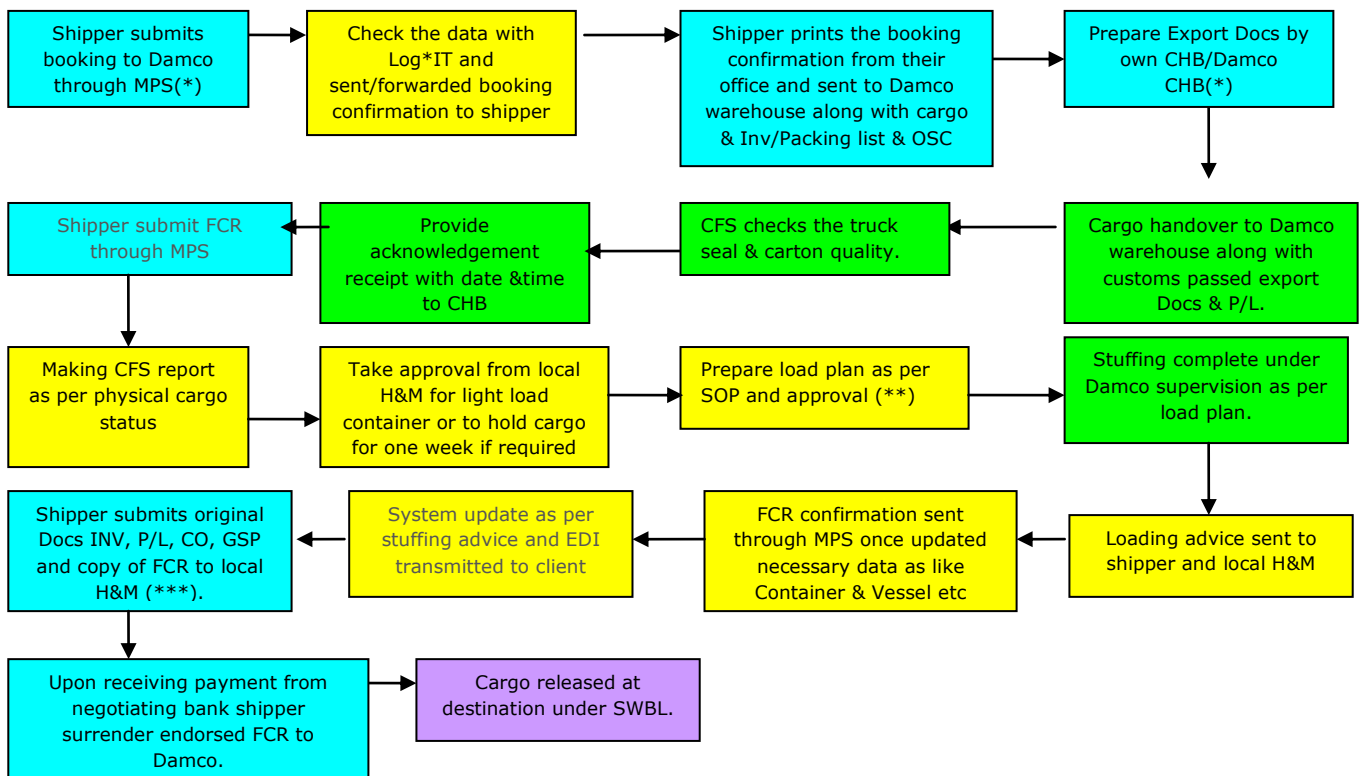 Shipper submits
booking to Damco
through MPS(*)
Check the data with
Log*IT and
sent/forwarded booking
confirmation to shipper
Shipper prints the booking
confirmation from their
office and sent to Damco
warehouse along with cargo
& Inv/Packing list & OSC
Prepare Export Docs by
own CHB/Damco
CHB(*)
Cargo handover to Damco
warehouse along with
customs passed export
Docs & P/L.
CFS checks the truck
seal & carton quality.
Provide
acknowledgement
receipt with date &time
to CHB
Shipper submit FCR
through MPS
Making CFS report
as per physical cargo
status
Take approval from local
H&M for light load
container or to hold cargo
for one week if required
Prepare load plan as per
SOP and approval (**)
Stuffing complete under
Damco supervision as per
load plan.
Loading advice sent to
shipper and local H&M
FCR confirmation sent
through MPS once updated
necessary data as like
Container & Vessel etc
System update as per
stuffing advice and EDI
transmitted to client
Shipper submits original
Docs INV, P/L, CO, GSP
and copy of FCR to local
H&M (***).
Upon receiving payment from
negotiating bank shipper
surrender endorsed FCR to
Damco.
Cargo released at
destination under SWBL.